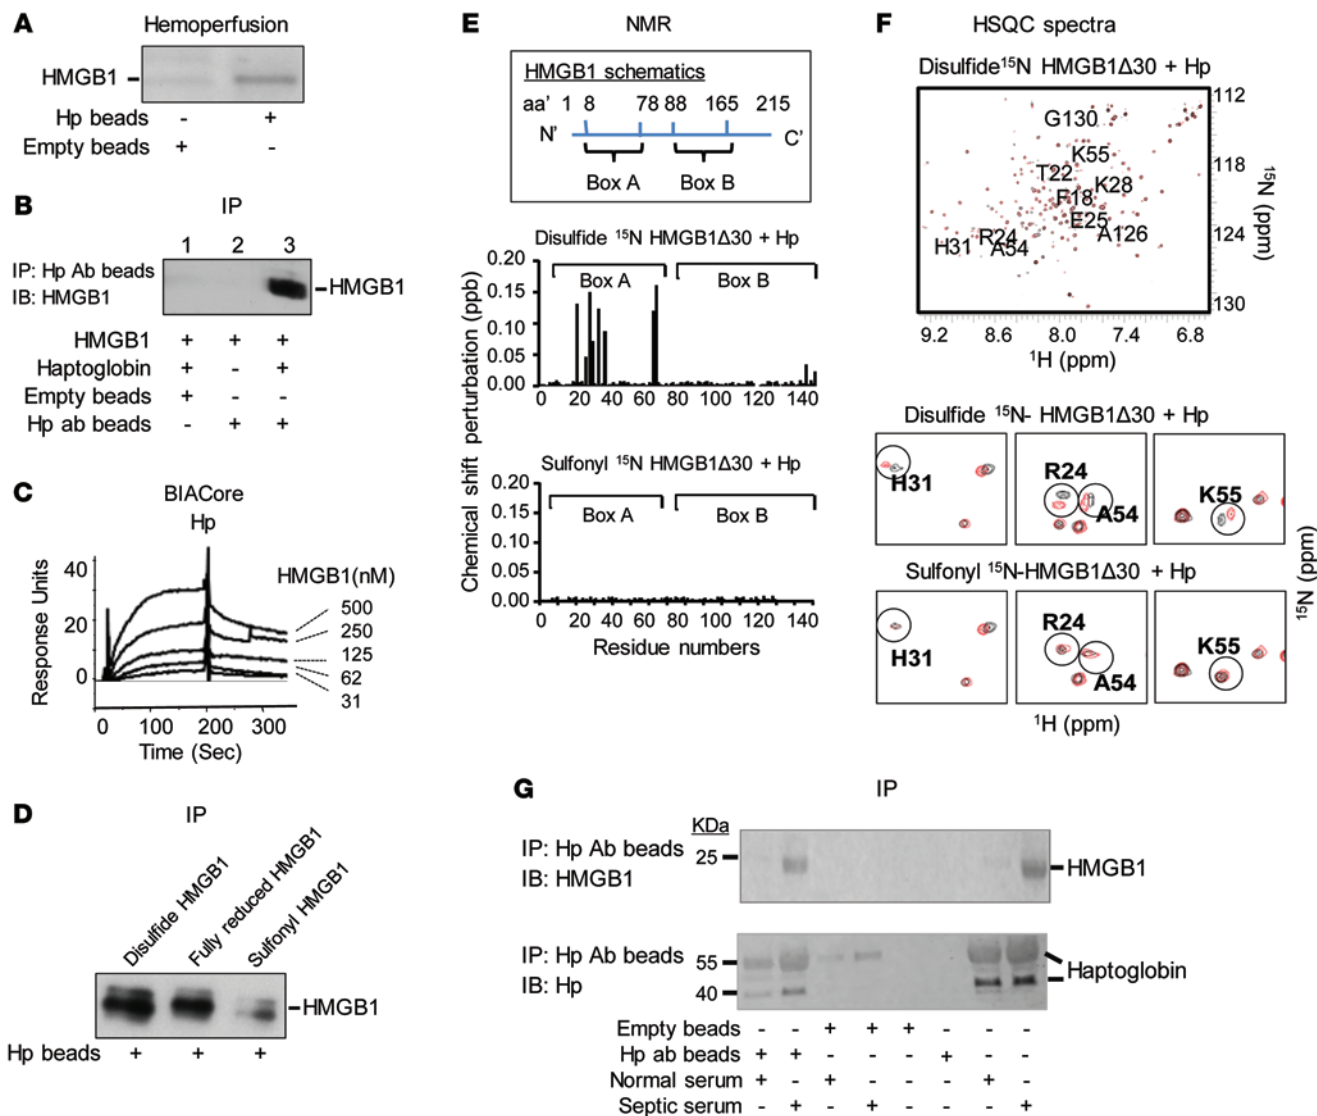 A
Hemoperfusion
HMGB1
Hp beads - +
Empty beads + -
B
IP
1 2 3
IP: Hp Ab beads
IB: HMGB1
HMGB1
HMGB1 + + +
Haptoglobin + - +
Empty beads + - -
Hp ab beads - + +
C
BIACore
Hp
Response Units
40
20
0
0 100 200 300
Time (Sec)
HMGB1(nM)
500
250
125
62
31
D
IP
Disulfide HMGB1
Fully reduced HMGB1
Sulfonyl HMGB1
HMGB1
Hp beads + + +
E
NMR
HMGB1 schematics
aa' 1 8 78 88 165 215
N' C'
Box A Box B
Disulfide ¹⁵N HMGB1Δ30 + Hp
Chemical shift perturbation (ppb)
0.20
0.15
0.10
0.05
0.00
Box A Box B
0 20 40 60 80 100 120 140
Sulfonyl ¹⁵N HMGB1Δ30 + Hp
0.20
0.15
0.10
0.05
0.00
Box A Box B
0 20 40 60 80 100 120 140
Residue numbers
F
HSQC spectra
Disulfide¹⁵N HMGB1Δ30 + Hp
G130
K55
T22
K28
F18
E25
R24
A126
H31
A54
112
118
124
130
¹⁵N (ppm)
9.2 8.6 8.0 7.4 6.8
¹H (ppm)
Disulfide ¹⁵N- HMGB1Δ30 + Hp
H31
R24
A54
K55
Sulfonyl ¹⁵N-HMGB1Δ30 + Hp
H31
R24
A54
K55
¹⁵N (ppm)
¹H (ppm)
G
IP
KDa
IP: Hp Ab beads
IB: HMGB1
25
HMGB1
IP: Hp Ab beads
IB: Hp
55
40
Haptoglobin
Empty beads - - + + + - - -
Hp ab beads + + - - - + - -
Normal serum + - + - - - + -
Septic serum - + - + - - - +